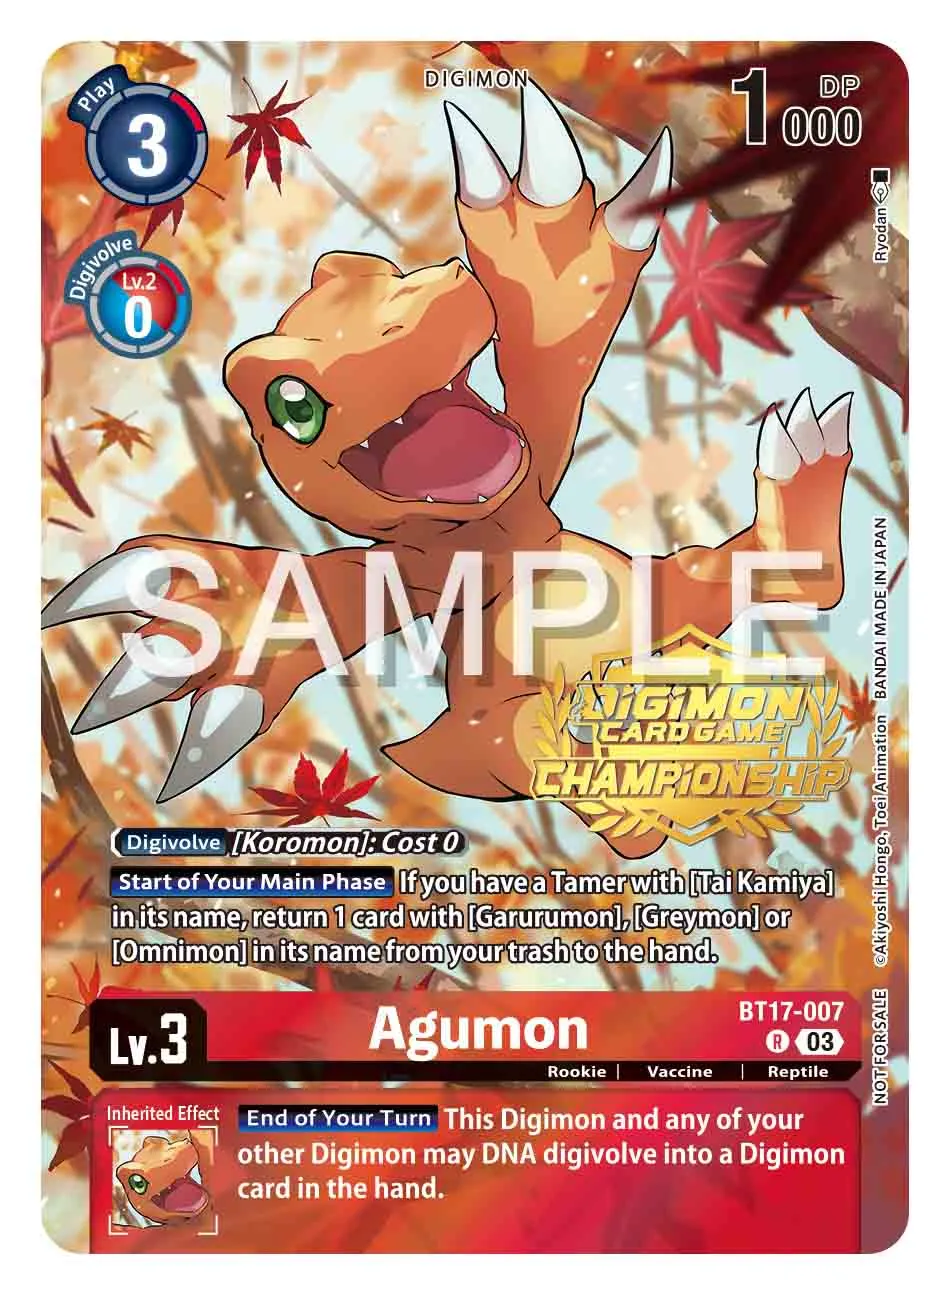 DIGIMON
Play
3
1000
DP
Digivolve
Lv.2
0
Ryodan
SAMPLE
DIGIMON
CARD GAME
CHAMPIONSHIP
©Akiyoshi Hongo, Toei Animation BANDAI MADE IN JAPAN
Digivolve [Koromon]: Cost 0
Start of Your Main Phase If you have a Tamer with [Tai Kamiya]
in its name, return 1 card with [Garurumon], [Greymon] or
[Omnimon] in its name from your trash to the hand.
NOT FOR SALE
Lv.3
Agumon
BT17-007
R 03
Rookie | Vaccine | Reptile
Inherited Effect
End of Your Turn This Digimon and any of your
other Digimon may DNA digivolve into a Digimon
card in the hand.